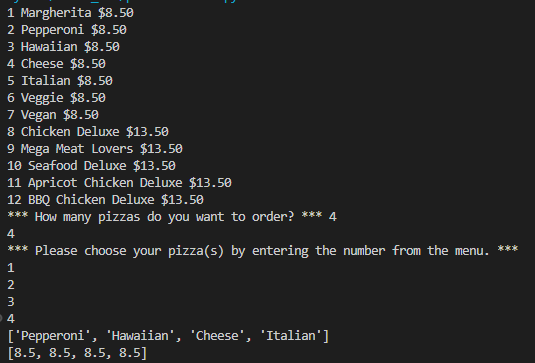 1 Margherita $8.50
2 Pepperoni $8.50
3 Hawaiian $8.50
4 Cheese $8.50
5 Italian $8.50
6 Veggie $8.50
7 Vegan $8.50
8 Chicken Deluxe $13.50
9 Mega Meat Lovers $13.50
10 Seafood Deluxe $13.50
11 Apricot Chicken Deluxe $13.50
12 BBQ Chicken Deluxe $13.50
*** How many pizzas do you want to order? *** 4
4
*** Please choose your pizza(s) by entering the number from the menu. ***
1
2
3
4
['Pepperoni', 'Hawaiian', 'Cheese', 'Italian']
[8.5, 8.5, 8.5, 8.5]